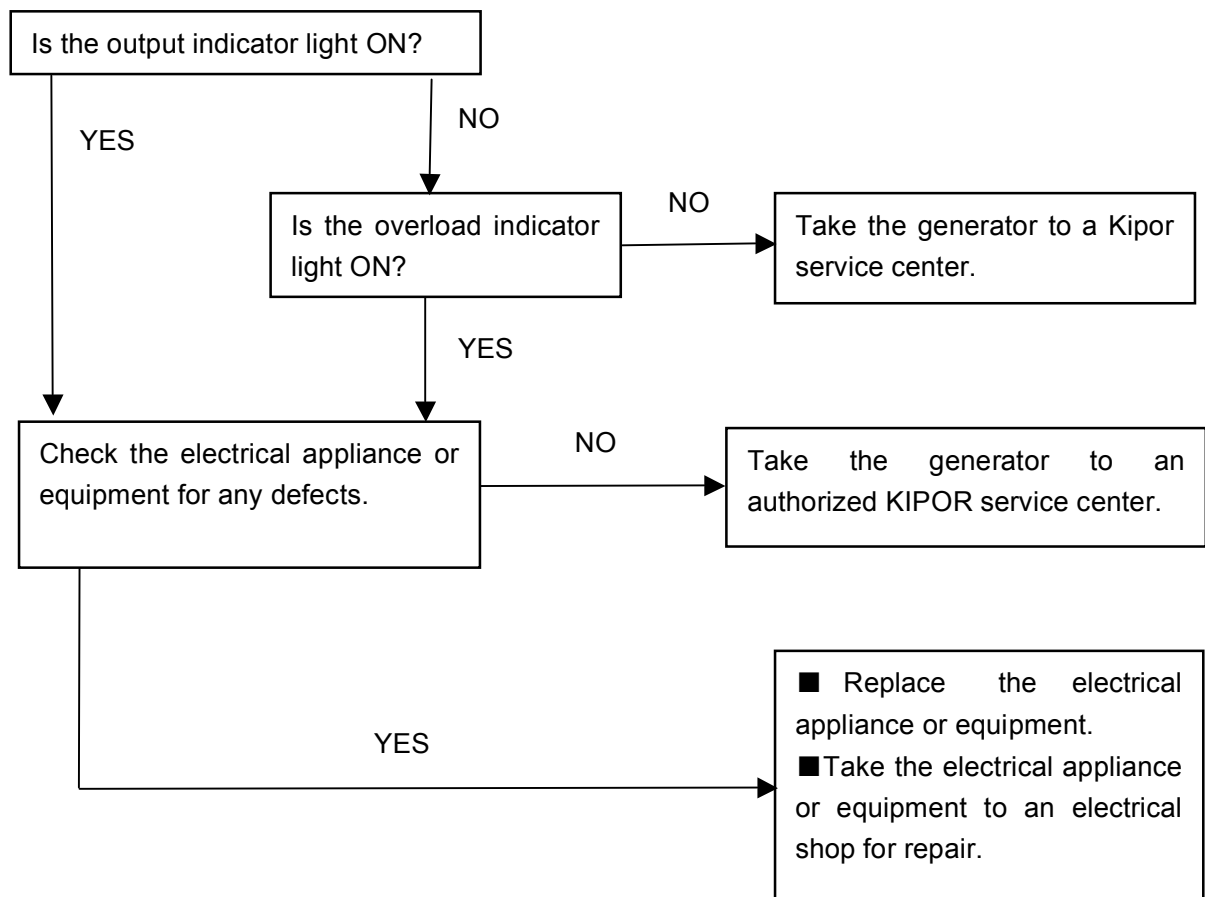 Is the output indicator light ON?
YES
NO
Is the overload indicator
light ON?
NO
Take the generator to a Kipor
service center.
YES
Check the electrical appliance or
equipment for any defects.
NO
Take the generator to an
authorized KIPOR service center.
YES
■ Replace the electrical
appliance or equipment.
■Take the electrical appliance
or equipment to an electrical
shop for repair.